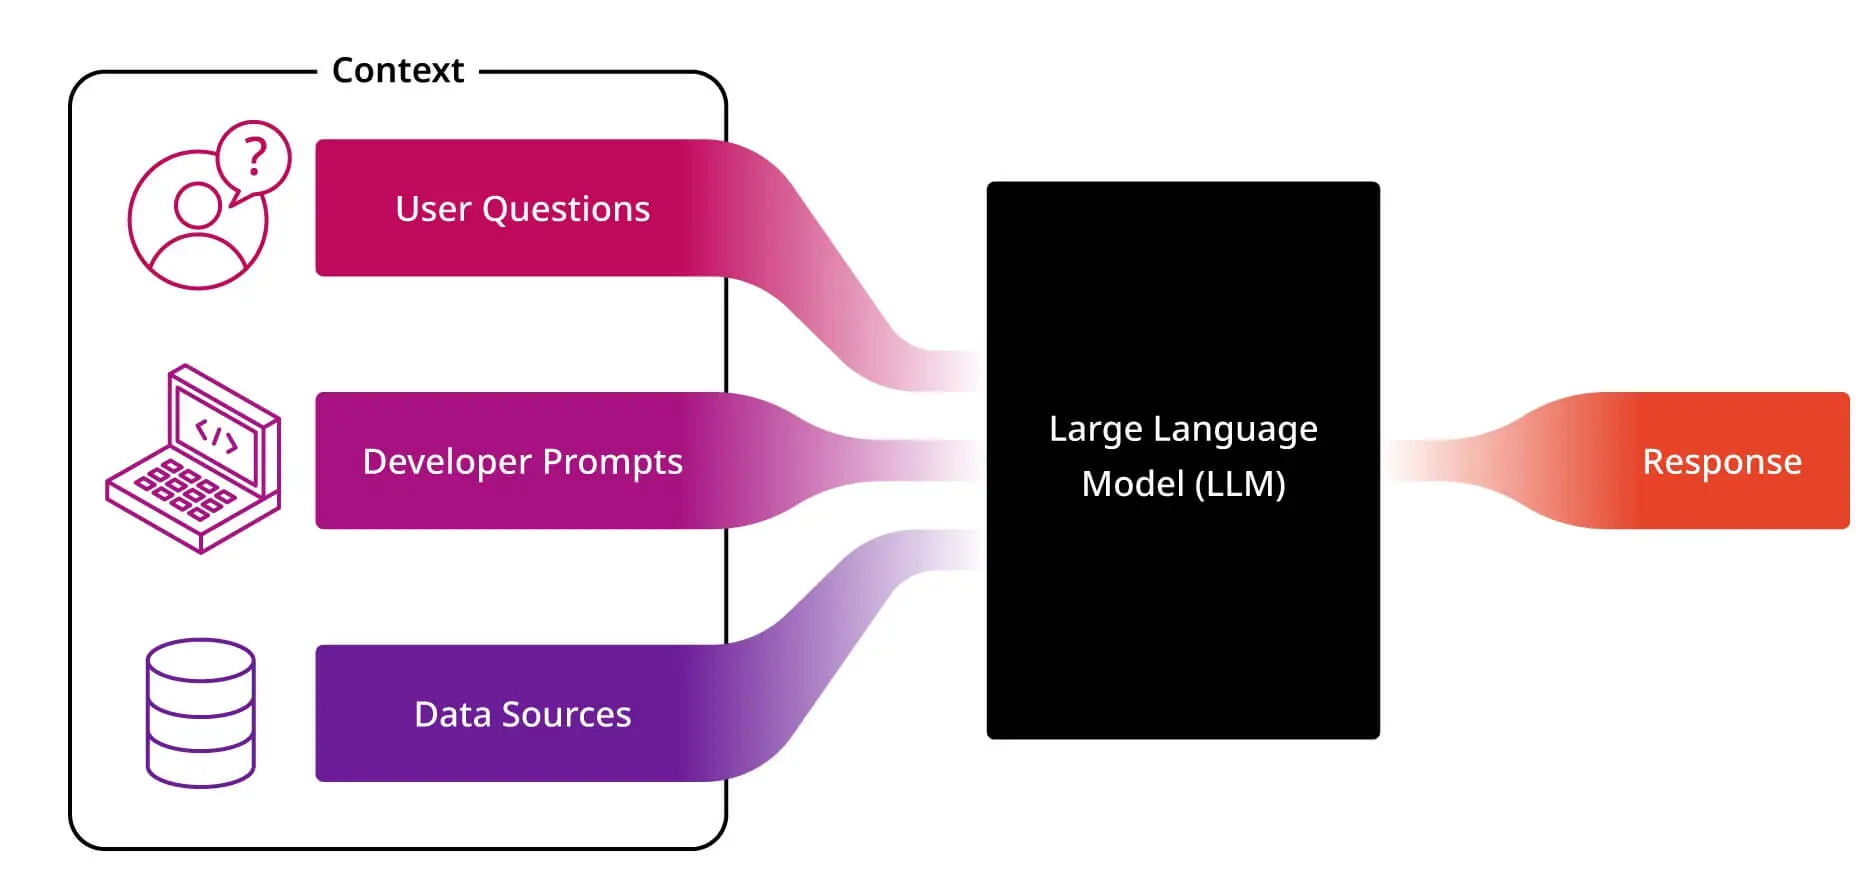 Context
?
User Questions
</>
Developer Prompts
Data Sources
Large Language
Model (LLM)
Response